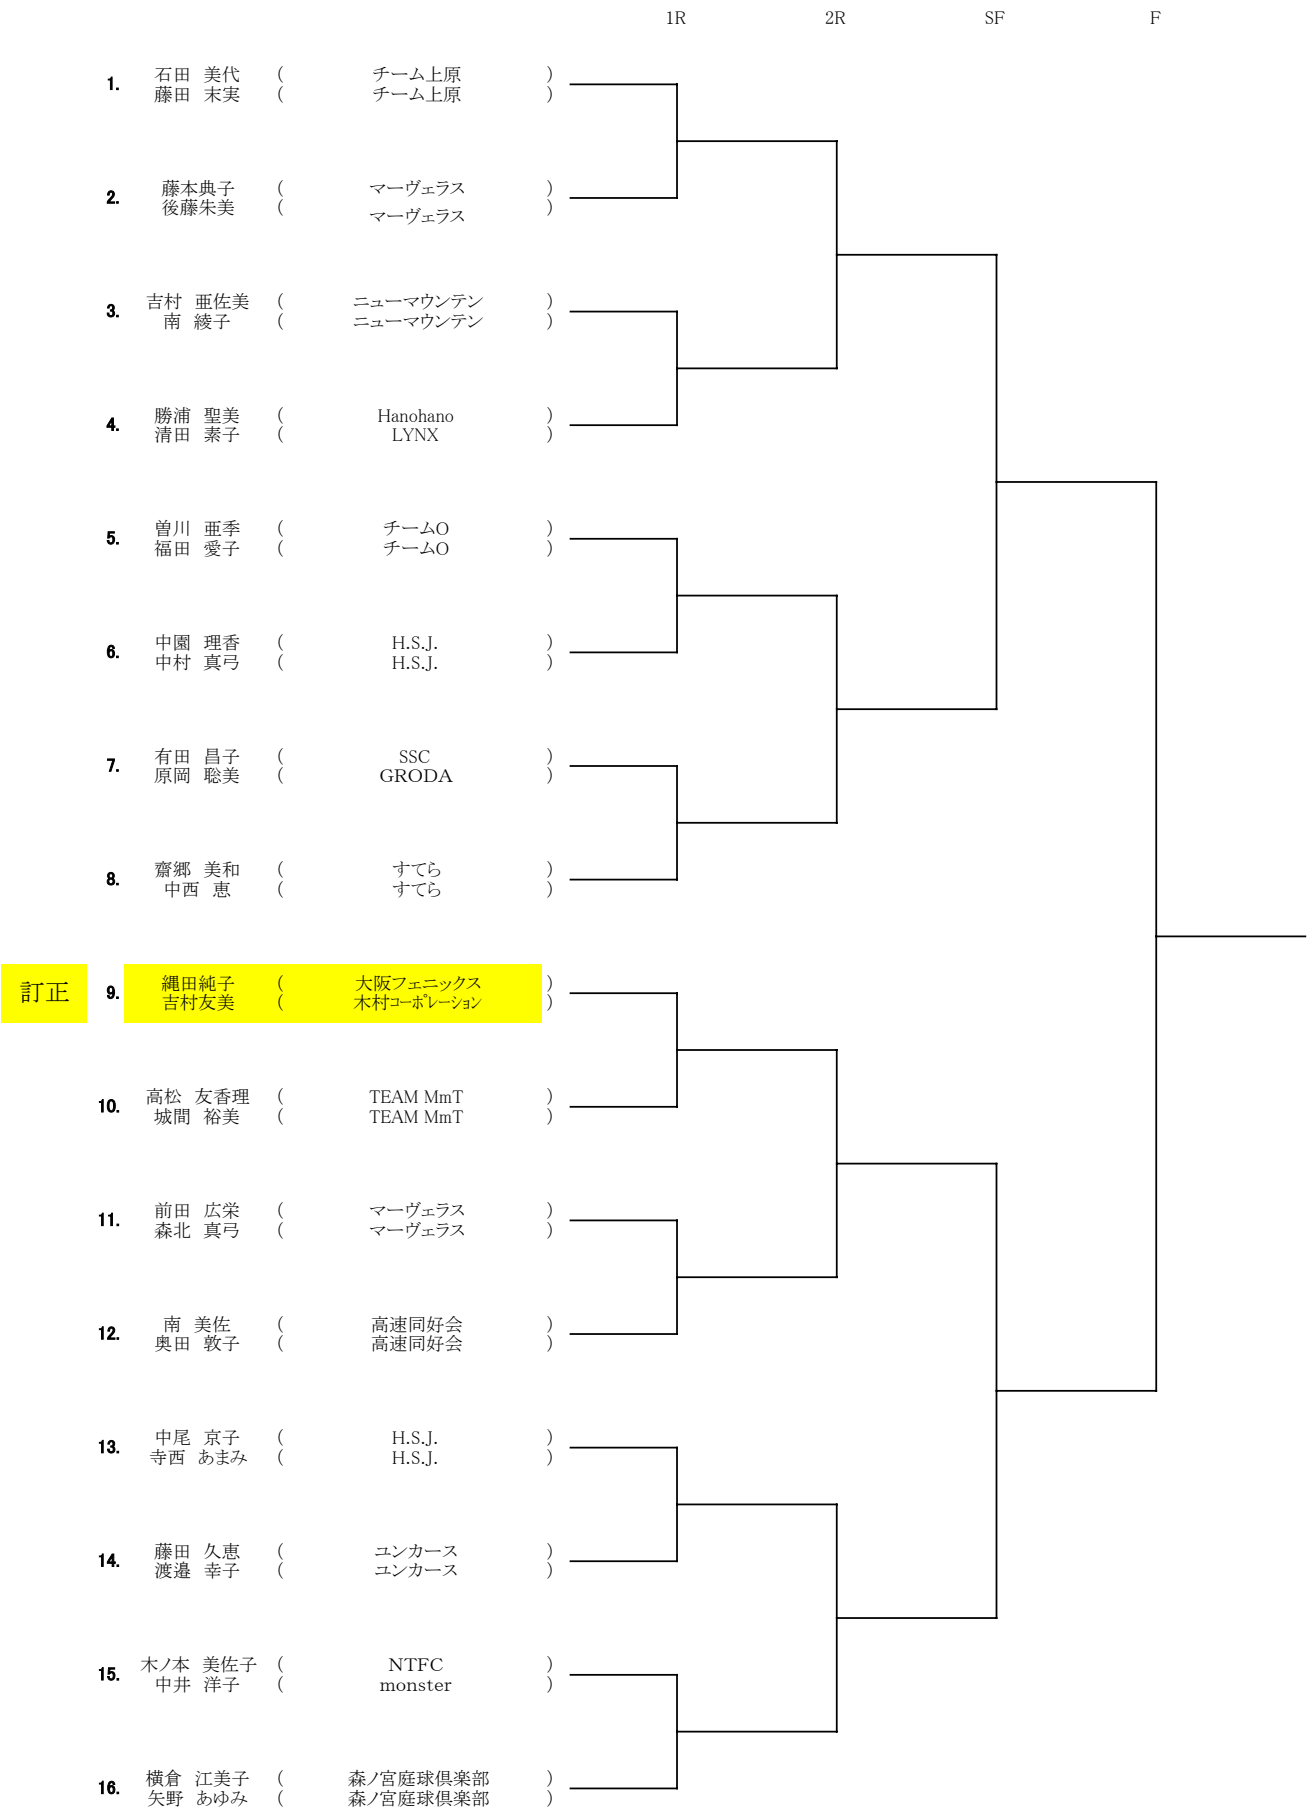 1R 2R SF F
1. 石田 美代 ( チーム上原 )
藤田 末実 ( チーム上原 )
2. 藤本典子 ( マーヴェラス )
後藤朱美 ( マーヴェラス )
3. 吉村 亜佐美 ( ニューマウンテン )
南 綾子 ( ニューマウンテン )
4. 勝浦 聖美 ( Hanohano )
清田 素子 ( LYNX )
5. 曽川 亜季 ( チームO )
福田 愛子 ( チームO )
6. 中園 理香 ( H.S.J. )
中村 真弓 ( H.S.J. )
7. 有田 昌子 ( SSC )
原岡 聡美 ( GRODA )
8. 齋郷 美和 ( すてら )
中西 恵 ( すてら )
訂正 9. 縄田純子 ( 大阪フェニックス )
吉村友美 ( 木村コーポレーション )
10. 高松 友香理 ( TEAM MmT )
城間 裕美 ( TEAM MmT )
11. 前田 広栄 ( マーヴェラス )
森北 真弓 ( マーヴェラス )
12. 南 美佐 ( 高速同好会 )
奥田 敦子 ( 高速同好会 )
13. 中尾 京子 ( H.S.J. )
寺西 あまみ ( H.S.J. )
14. 藤田 久恵 ( ユンカース )
渡邉 幸子 ( ユンカース )
15. 木ノ本 美佐子 ( NTFC )
中井 洋子 ( monster )
16. 横倉 江美子 ( 森ノ宮庭球倶楽部 )
矢野 あゆみ ( 森ノ宮庭球倶楽部 )